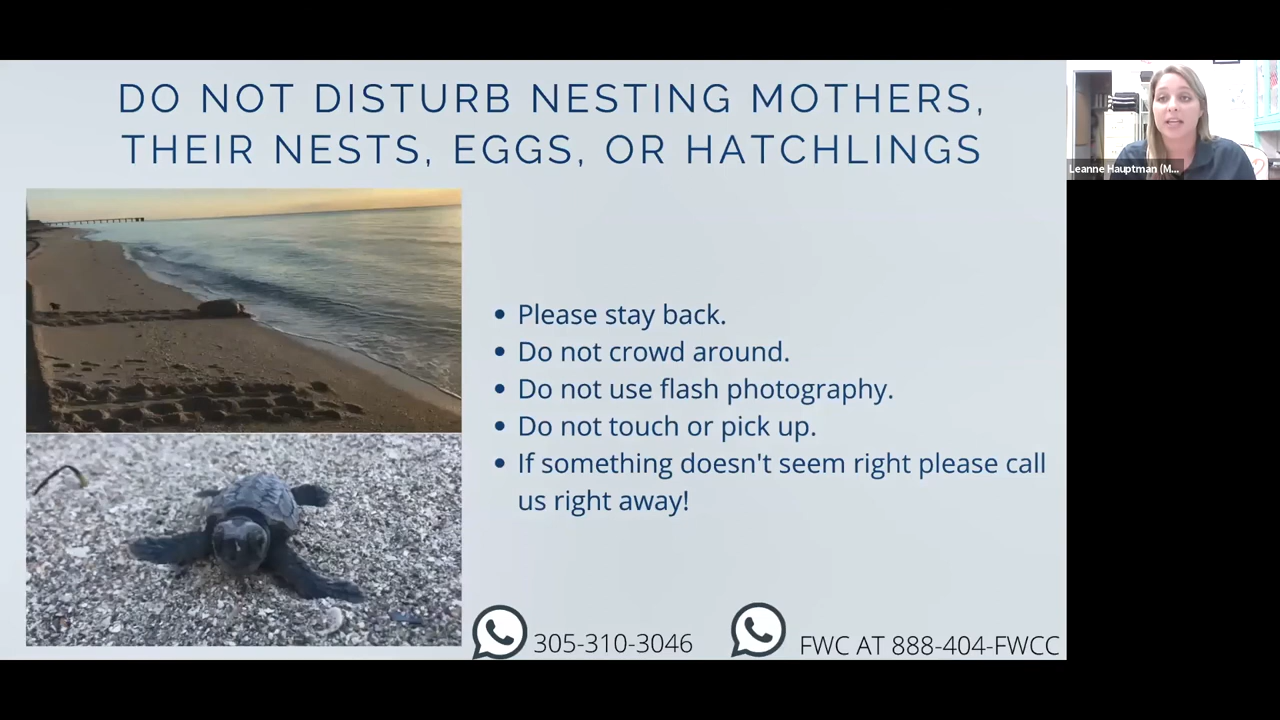 DO NOT DISTURB NESTING MOTHERS,
THEIR NESTS, EGGS, OR HATCHLINGS
Leanne Hauptman (M...
• Please stay back.
• Do not crowd around.
• Do not use flash photography.
• Do not touch or pick up.
• If something doesn't seem right please call
us right away!
305-310-3046
FWC AT 888-404-FWCC